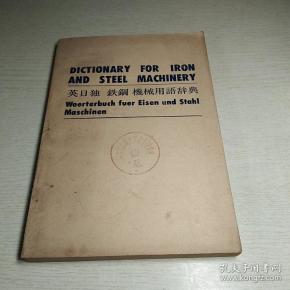 DICTIONARY FOR IRON
AND STEEL MACHINERY
英日独 鉄鋼 機械用語辞典
Woerterbuch fuer Eisen und Stahl
Maschinen